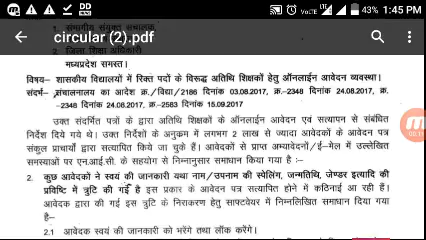 DD
VoLTE 43% 1:45 PM
1. संभागीय संयुक्त संचालक
circular (2).pdf
2. जिला शिक्षा अधिकारी
मध्यप्रदेश समस्त।
विषय– शासकीय विद्यालयों में रिक्त पदों के विरूद्ध अतिथि शिक्षकों हेतु ऑनलाईन आवेदन व्यवस्था।
संदर्भ– संचालनालय का आदेश क्र./विद्या/2186 दिनांक 03.08.2017, क्र.–2348 दिनांक 24.08.2017, क्र.
–2348 दिनांक 24.08.2017, क्र–2583 दिनांक 15.09.2017
उक्त संदर्भित पत्रों के द्वारा अतिथि शिक्षकों के ऑनलाईन आवेदन एवं सत्यापन से संबंधित
निर्देश दिये गये थे। उक्त निर्देशों के अनुक्रम में लगभग 2 लाख से ज्यादा आवेदकों के आवेदन पत्र
संकुल प्राचार्यों द्वारा सत्यापित किये जा चुके हैं। आवेदकों से प्राप्त अभ्यावेदनों/ई–मेल में उल्लेखित
समस्याओं पर एन.आई.सी. के सहयोग से निम्नानुसार समाधान किया गया है :–
2. कुछ आवेदकों ने स्वयं की जानकारी यथा नाम/उपनाम की स्पेलिंग, जन्मतिथि, जेण्डर इत्यादि की
प्रविष्टि में त्रुटि की गई है इस प्रकार के आवेदन पत्र सत्यापित होने में कठिनाई आ रही हैं।
आवेदक द्वारा की गई इस त्रुटि के निराकरण हेतु साफ्टवेयर में निम्नलिखित समाधान दिया गया
है–
2.1 आवेदक स्वयं की जानकारी को भरेंगे तथा लॉक करेंगे।